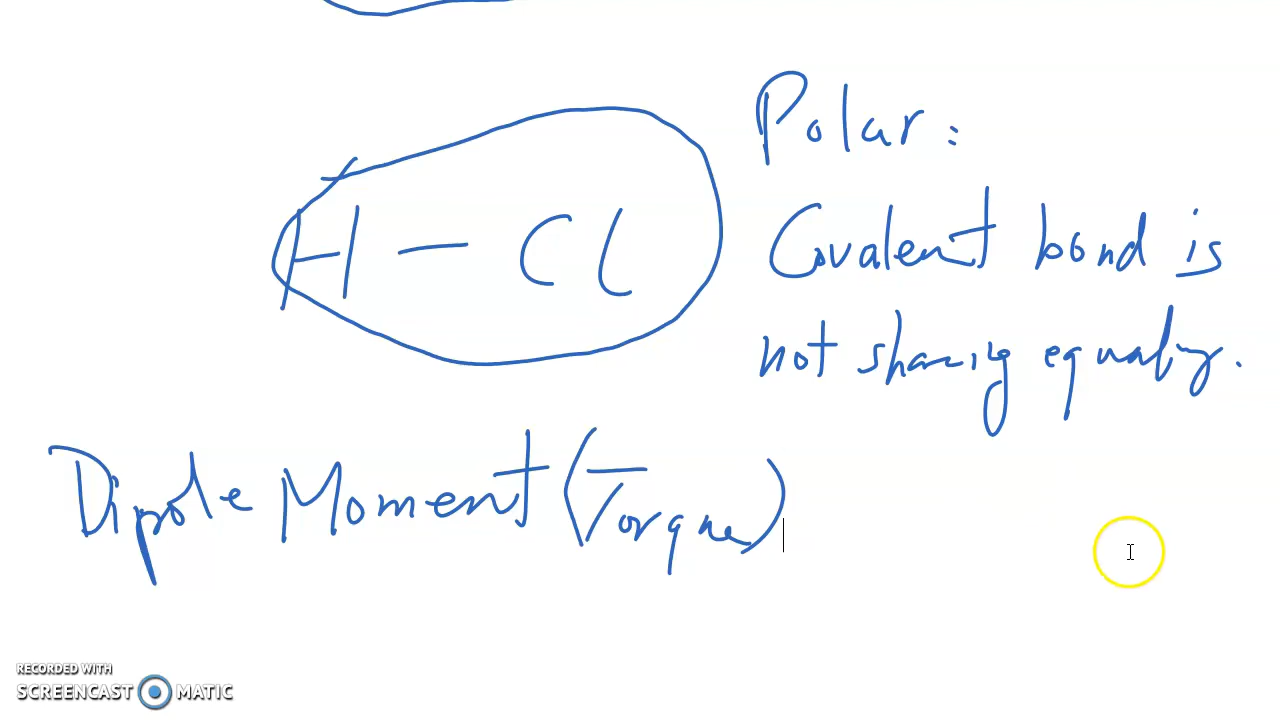 Polar:
H — Cl
Covalent bond is
not sharing equally.
Dipole Moment (Torque)
RECORDED WITH
SCREENCAST MATIC